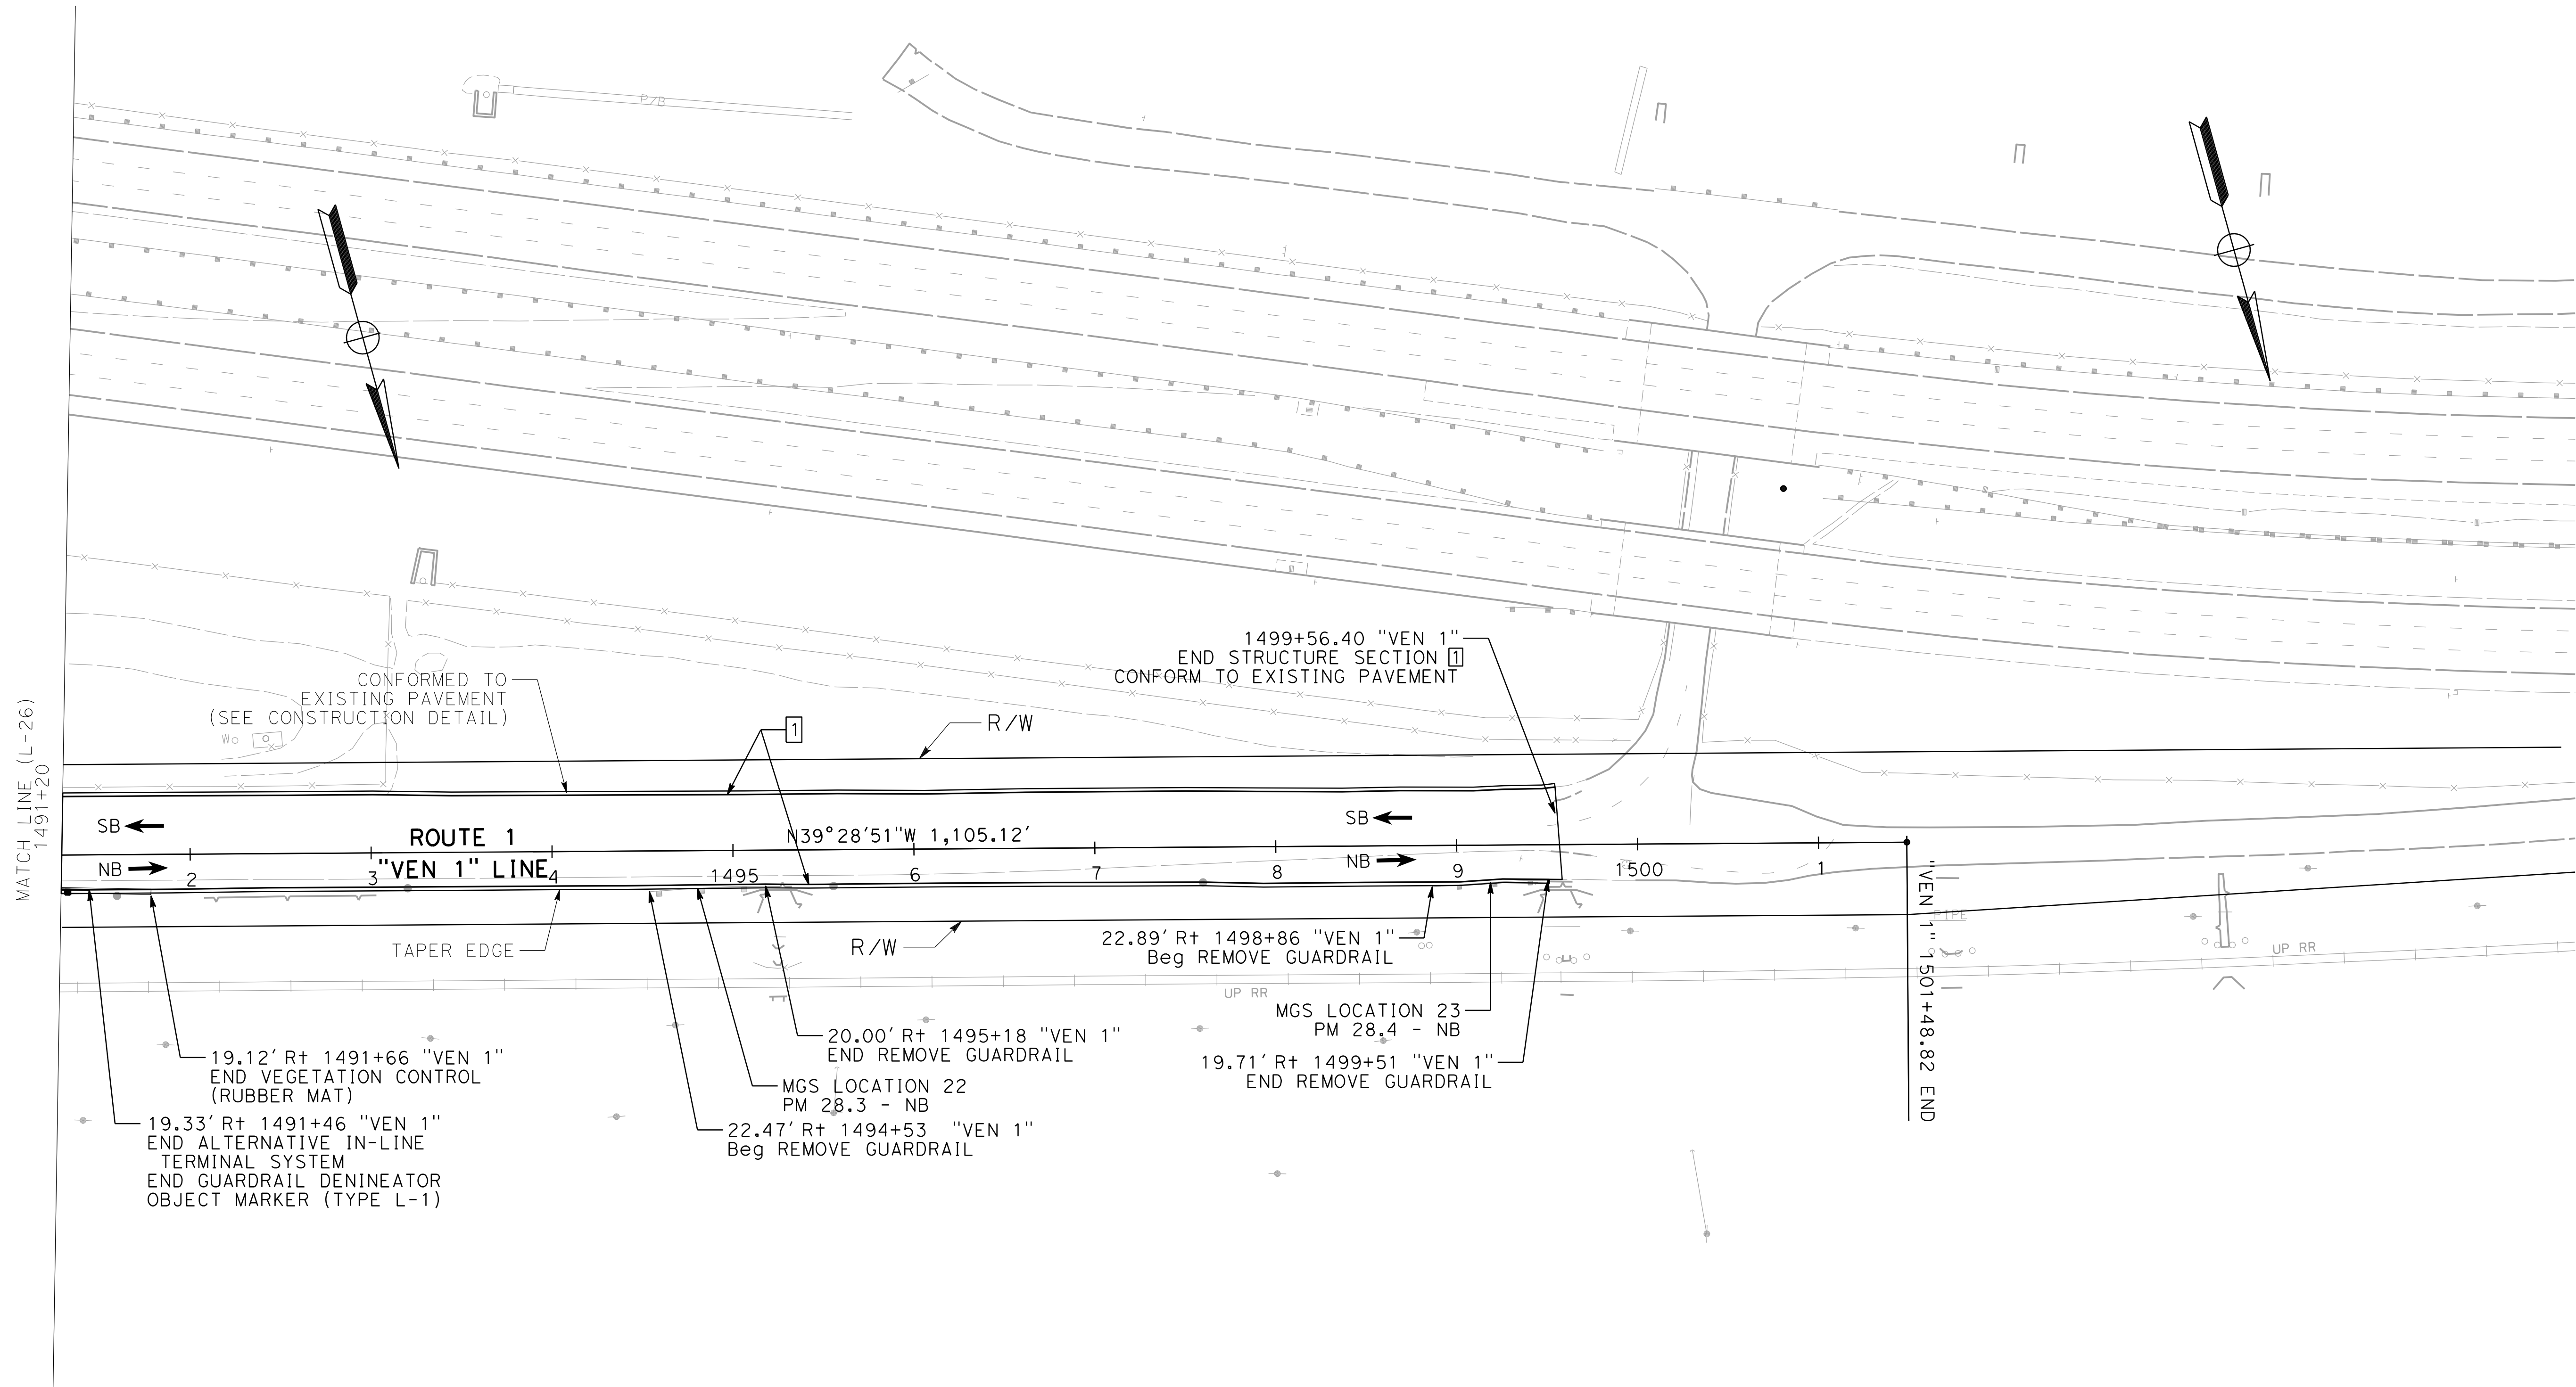 P/B
1499+56.40 "VEN 1"
END STRUCTURE SECTION 1
CONFORM TO EXISTING PAVEMENT
CONFORMED TO
EXISTING PAVEMENT
(SEE CONSTRUCTION DETAIL)
1
R/W
W
MATCH LINE (L-26)
1491+20
SB
SB
ROUTE 1
N39°28'51"W 1,105.12'
NB
"VEN 1" LINE
NB
2
3
4
1495
6
7
8
9
1500
1
TAPER EDGE
R/W
22.89' Rt 1498+86 "VEN 1"
Beg REMOVE GUARDRAIL
PIPE
UP RR
UP RR
"VEN 1" 1501+48.82 END
MGS LOCATION 23
PM 28.4 - NB
20.00' Rt 1495+18 "VEN 1"
END REMOVE GUARDRAIL
19.71' Rt 1499+51 "VEN 1"
END REMOVE GUARDRAIL
19.12' Rt 1491+66 "VEN 1"
END VEGETATION CONTROL
(RUBBER MAT)
MGS LOCATION 22
PM 28.3 - NB
19.33' Rt 1491+46 "VEN 1"
END ALTERNATIVE IN-LINE
TERMINAL SYSTEM
END GUARDRAIL DENINEATOR
OBJECT MARKER (TYPE L-1)
22.47' Rt 1494+53 "VEN 1"
Beg REMOVE GUARDRAIL